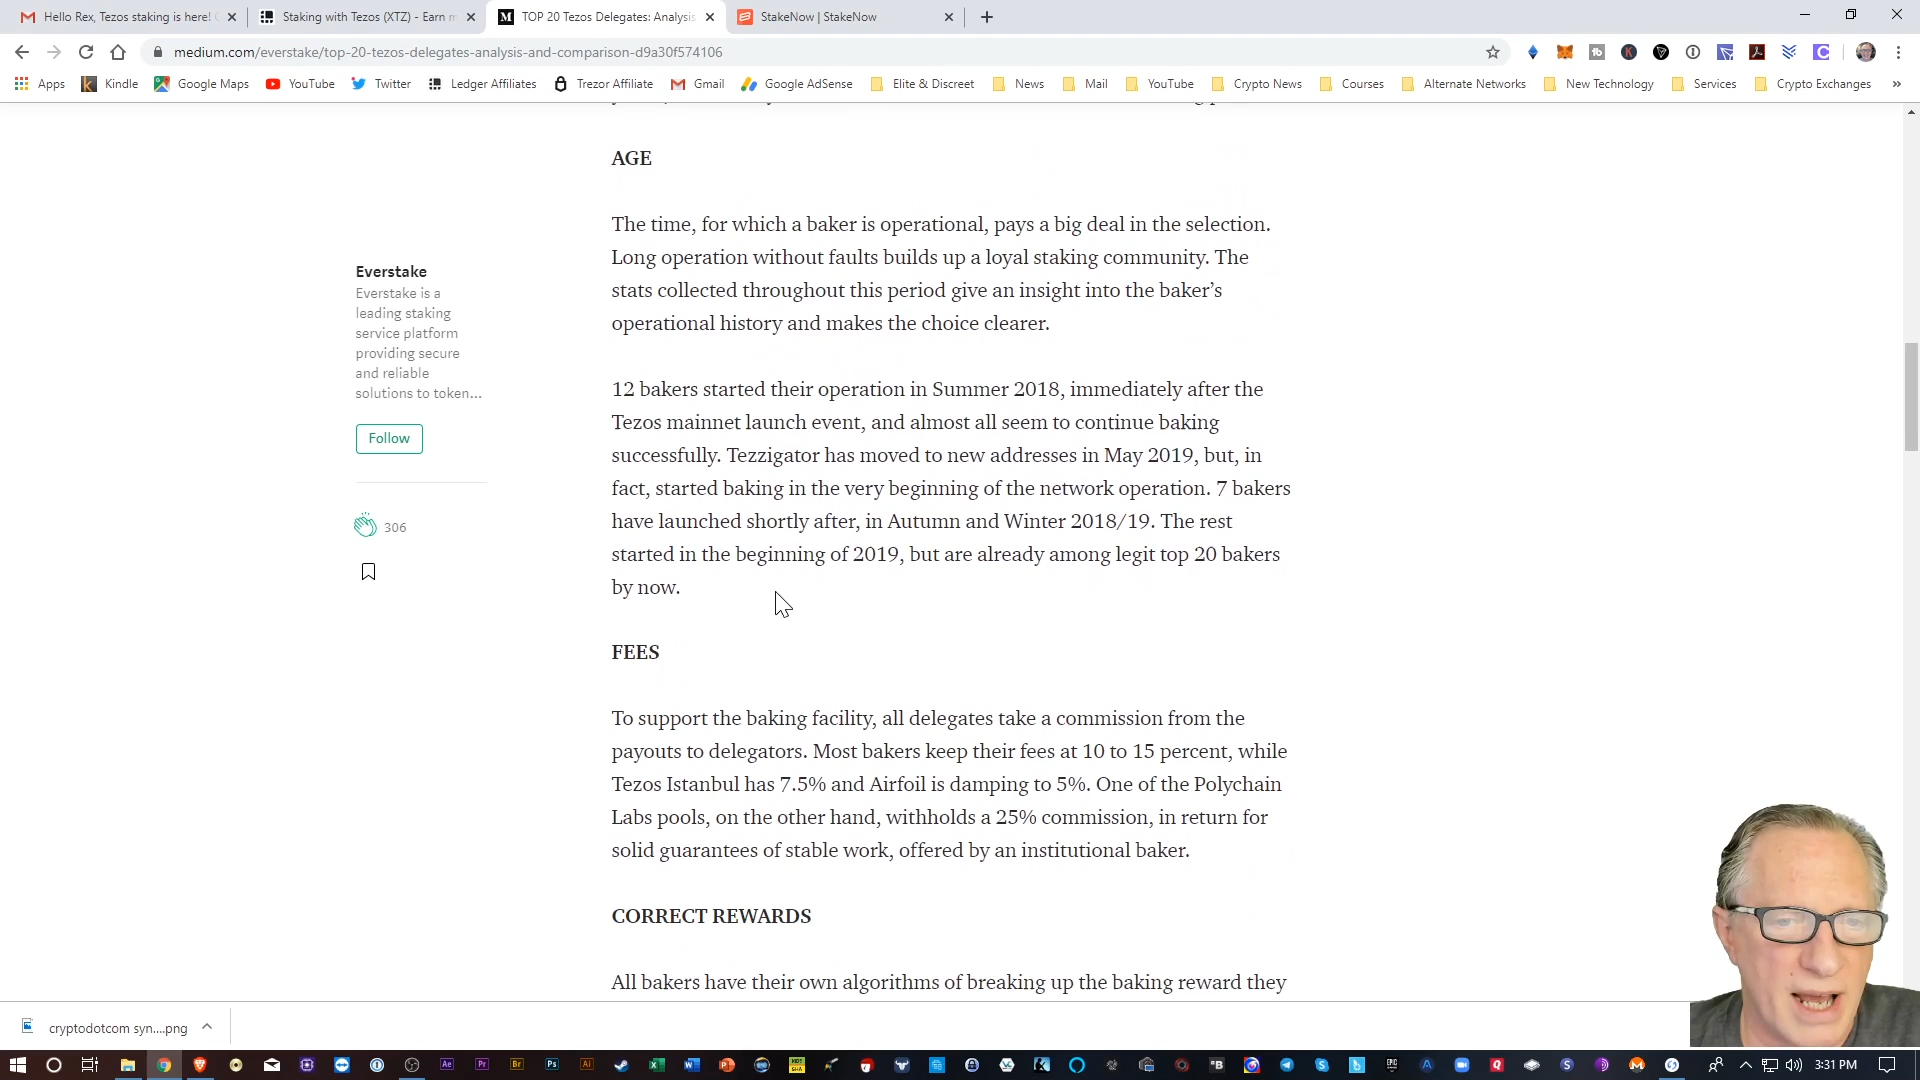 Hello Rex, Tezos staking is here!
Staking with Tezos (XTZ) - Earn m
TOP 20 Tezos Delegates: Analysis
StakeNow | StakeNow
medium.com/everstake/top-20-tezos-delegates-analysis-and-comparison-d9a30f574106
Apps
Kindle
Google Maps
YouTube
Twitter
Ledger Affiliates
Trezor Affiliate
Gmail
Google AdSense
Elite & Discreet
News
Mail
YouTube
Crypto News
Courses
Alternate Networks
New Technology
Services
Crypto Exchanges
AGE
The time, for which a baker is operational, pays a big deal in the selection.
Long operation without faults builds up a loyal staking community. The
stats collected throughout this period give an insight into the baker’s
operational history and makes the choice clearer.
Everstake
Everstake is a
leading staking
service platform
providing secure
and reliable
solutions to token...
Follow
306
12 bakers started their operation in Summer 2018, immediately after the
Tezos mainnet launch event, and almost all seem to continue baking
successfully. Tezzigator has moved to new addresses in May 2019, but, in
fact, started baking in the very beginning of the network operation. 7 bakers
have launched shortly after, in Autumn and Winter 2018/19. The rest
started in the beginning of 2019, but are already among legit top 20 bakers
by now.
FEES
To support the baking facility, all delegates take a commission from the
payouts to delegators. Most bakers keep their fees at 10 to 15 percent, while
Tezos Istanbul has 7.5% and Airfoil is damping to 5%. One of the Polychain
Labs pools, on the other hand, withholds a 25% commission, in return for
solid guarantees of stable work, offered by an institutional baker.
CORRECT REWARDS
All bakers have their own algorithms of breaking up the baking reward they
cryptodotcom syn....png
3:31 PM